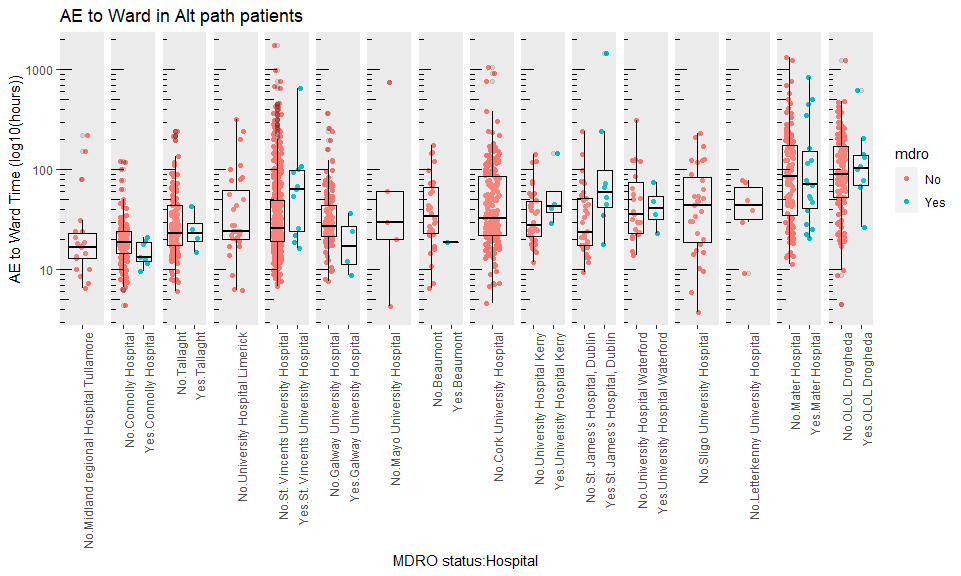 AE to Ward in Alt path patients
AE to Ward Time (log10(hours))
1000
100
10
No.Midland regional Hospital Tullamore
No.Connolly Hospital
Yes.Connolly Hospital
No.Tallaght
Yes.Tallaght
No.University Hospital Limerick
No.St. Vincents University Hospital
Yes.St. Vincents University Hospital
No.Galway University Hospital
Yes.Galway University Hospital
No.Mayo University Hospital
No.Beaumont
Yes.Beaumont
No.Cork University Hospital
No.University Hospital Kerry
Yes.University Hospital Kerry
No.St. James's Hospital, Dublin
Yes.St. James's Hospital, Dublin
No.University Hospital Waterford
Yes.University Hospital Waterford
No.Sligo University Hospital
No.Letterkenny University Hospital
No.Mater Hospital
Yes.Mater Hospital
No.OLOL Drogheda
Yes.OLOL Drogheda
MDRO status:Hospital
mdro
No
Yes